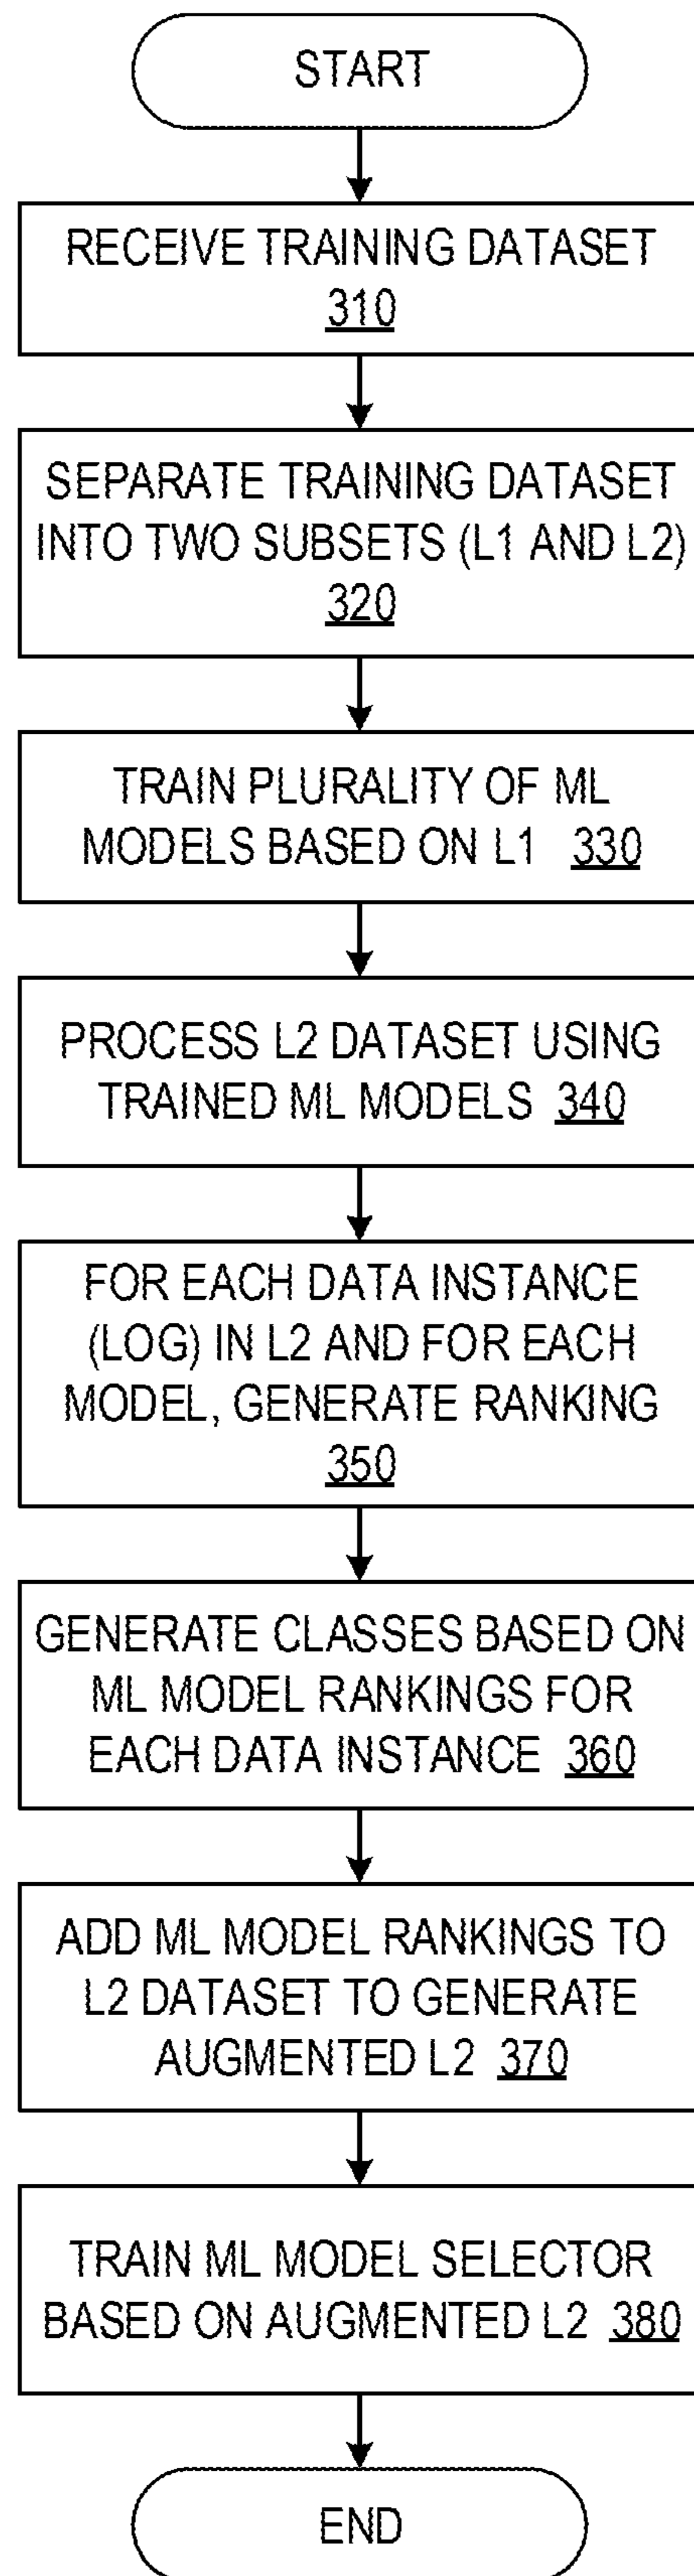 START
RECEIVE TRAINING DATASET
310
SEPARATE TRAINING DATASET
INTO TWO SUBSETS (L1 AND L2)
320
TRAIN PLURALITY OF ML
MODELS BASED ON L1 330
PROCESS L2 DATASET USING
TRAINED ML MODELS 340
FOR EACH DATA INSTANCE
(LOG) IN L2 AND FOR EACH
MODEL, GENERATE RANKING
350
GENERATE CLASSES BASED ON
ML MODEL RANKINGS FOR
EACH DATA INSTANCE 360
ADD ML MODEL RANKINGS TO
L2 DATASET TO GENERATE
AUGMENTED L2 370
TRAIN ML MODEL SELECTOR
BASED ON AUGMENTED L2 380
END